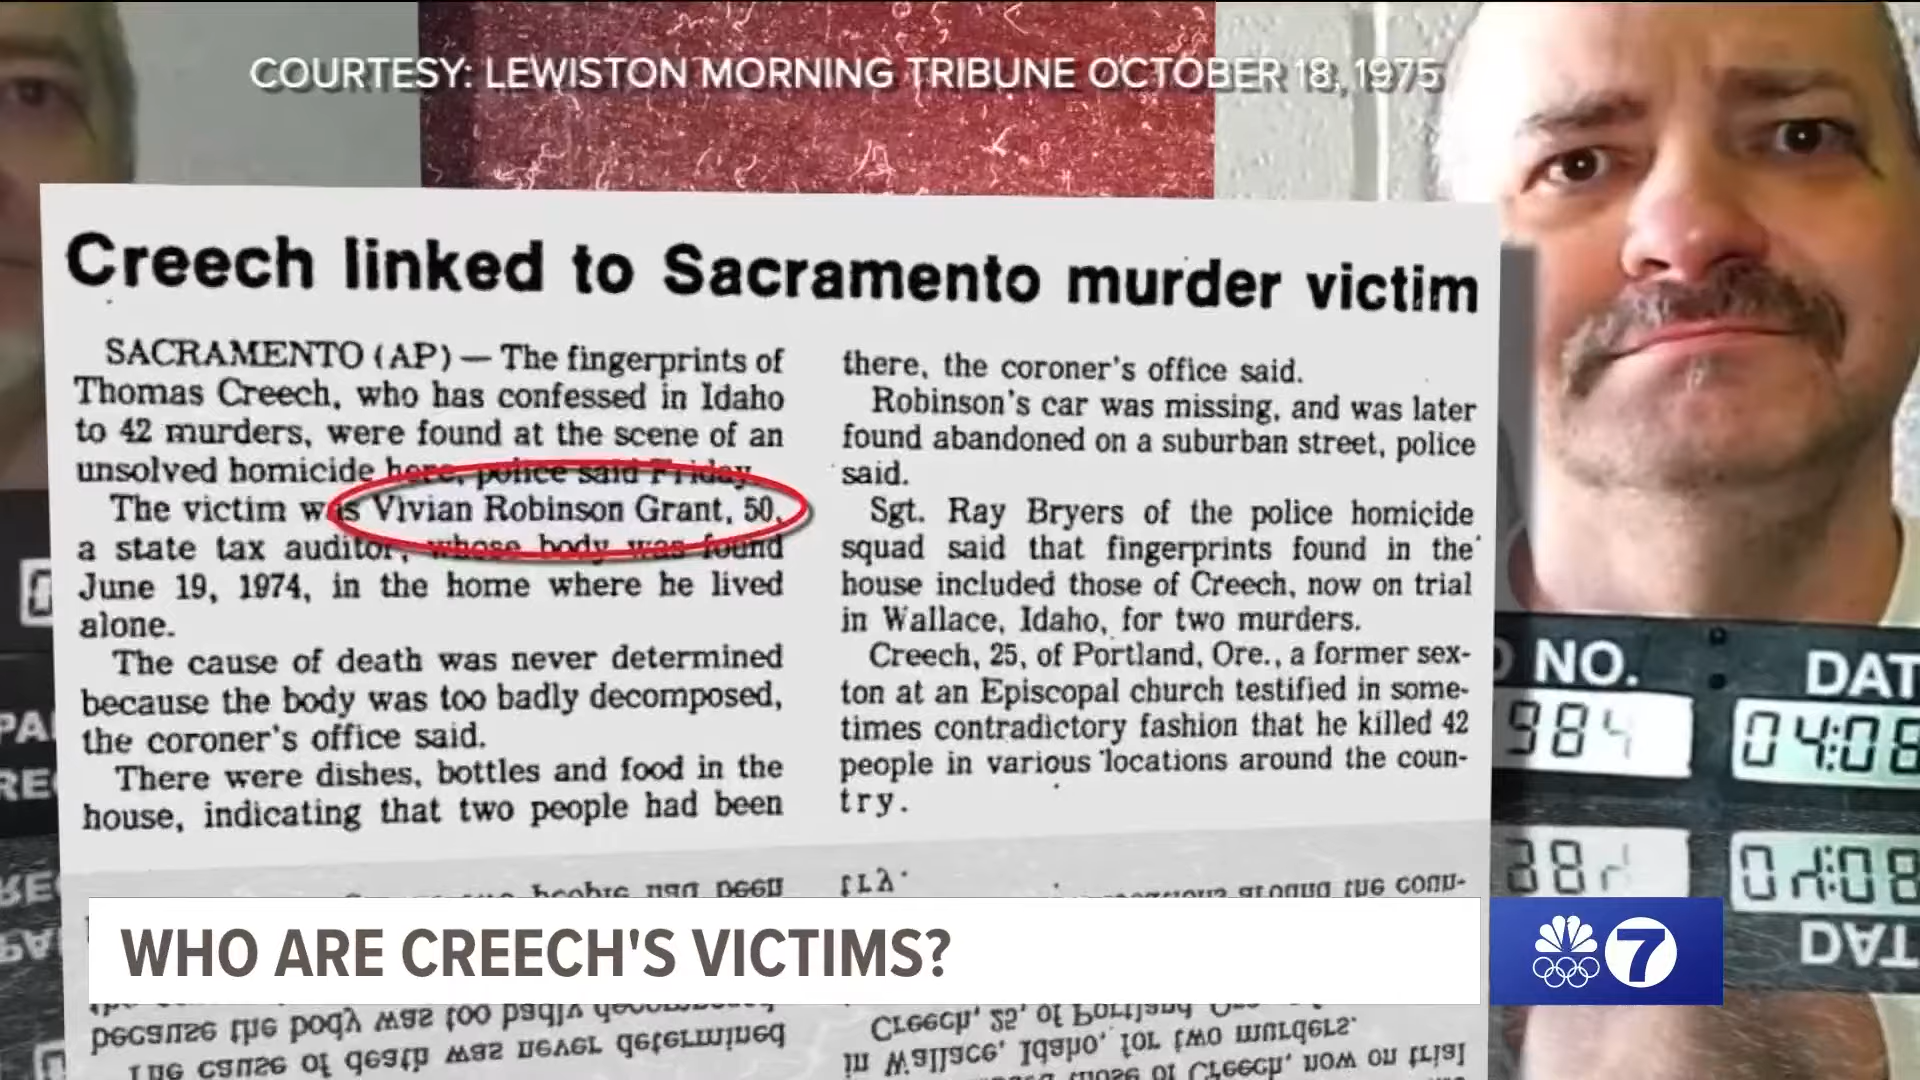 COURTESY: LEWISTON MORNING TRIBUNE OCTOBER 18, 1975
Creech linked to Sacramento murder victim
SACRAMENTO (AP) — The fingerprints of
Thomas Creech, who has confessed in Idaho
to 42 murders, were found at the scene of an
unsolved homicide here, police said Friday.
The victim was Vivian Robinson Grant, 50,
a state tax auditor, whose body was found
June 19, 1974, in the home where he lived
alone.
The cause of death was never determined
because the body was too badly decomposed,
the coroner's office said.
There were dishes, bottles and food in the
house, indicating that two people had been
there, the coroner's office said.
Robinson's car was missing, and was later
found abandoned on a suburban street, police
said.
Sgt. Ray Bryers of the police homicide
squad said that fingerprints found in the
house included those of Creech, now on trial
in Wallace, Idaho, for two murders.
Creech, 25, of Portland, Ore., a former sex-
ton at an Episcopal church testified in some-
times contradictory fashion that he killed 42
people in various locations around the coun-
try.
NO. DAT
984 04:08
WHO ARE CREECH'S VICTIMS?
7